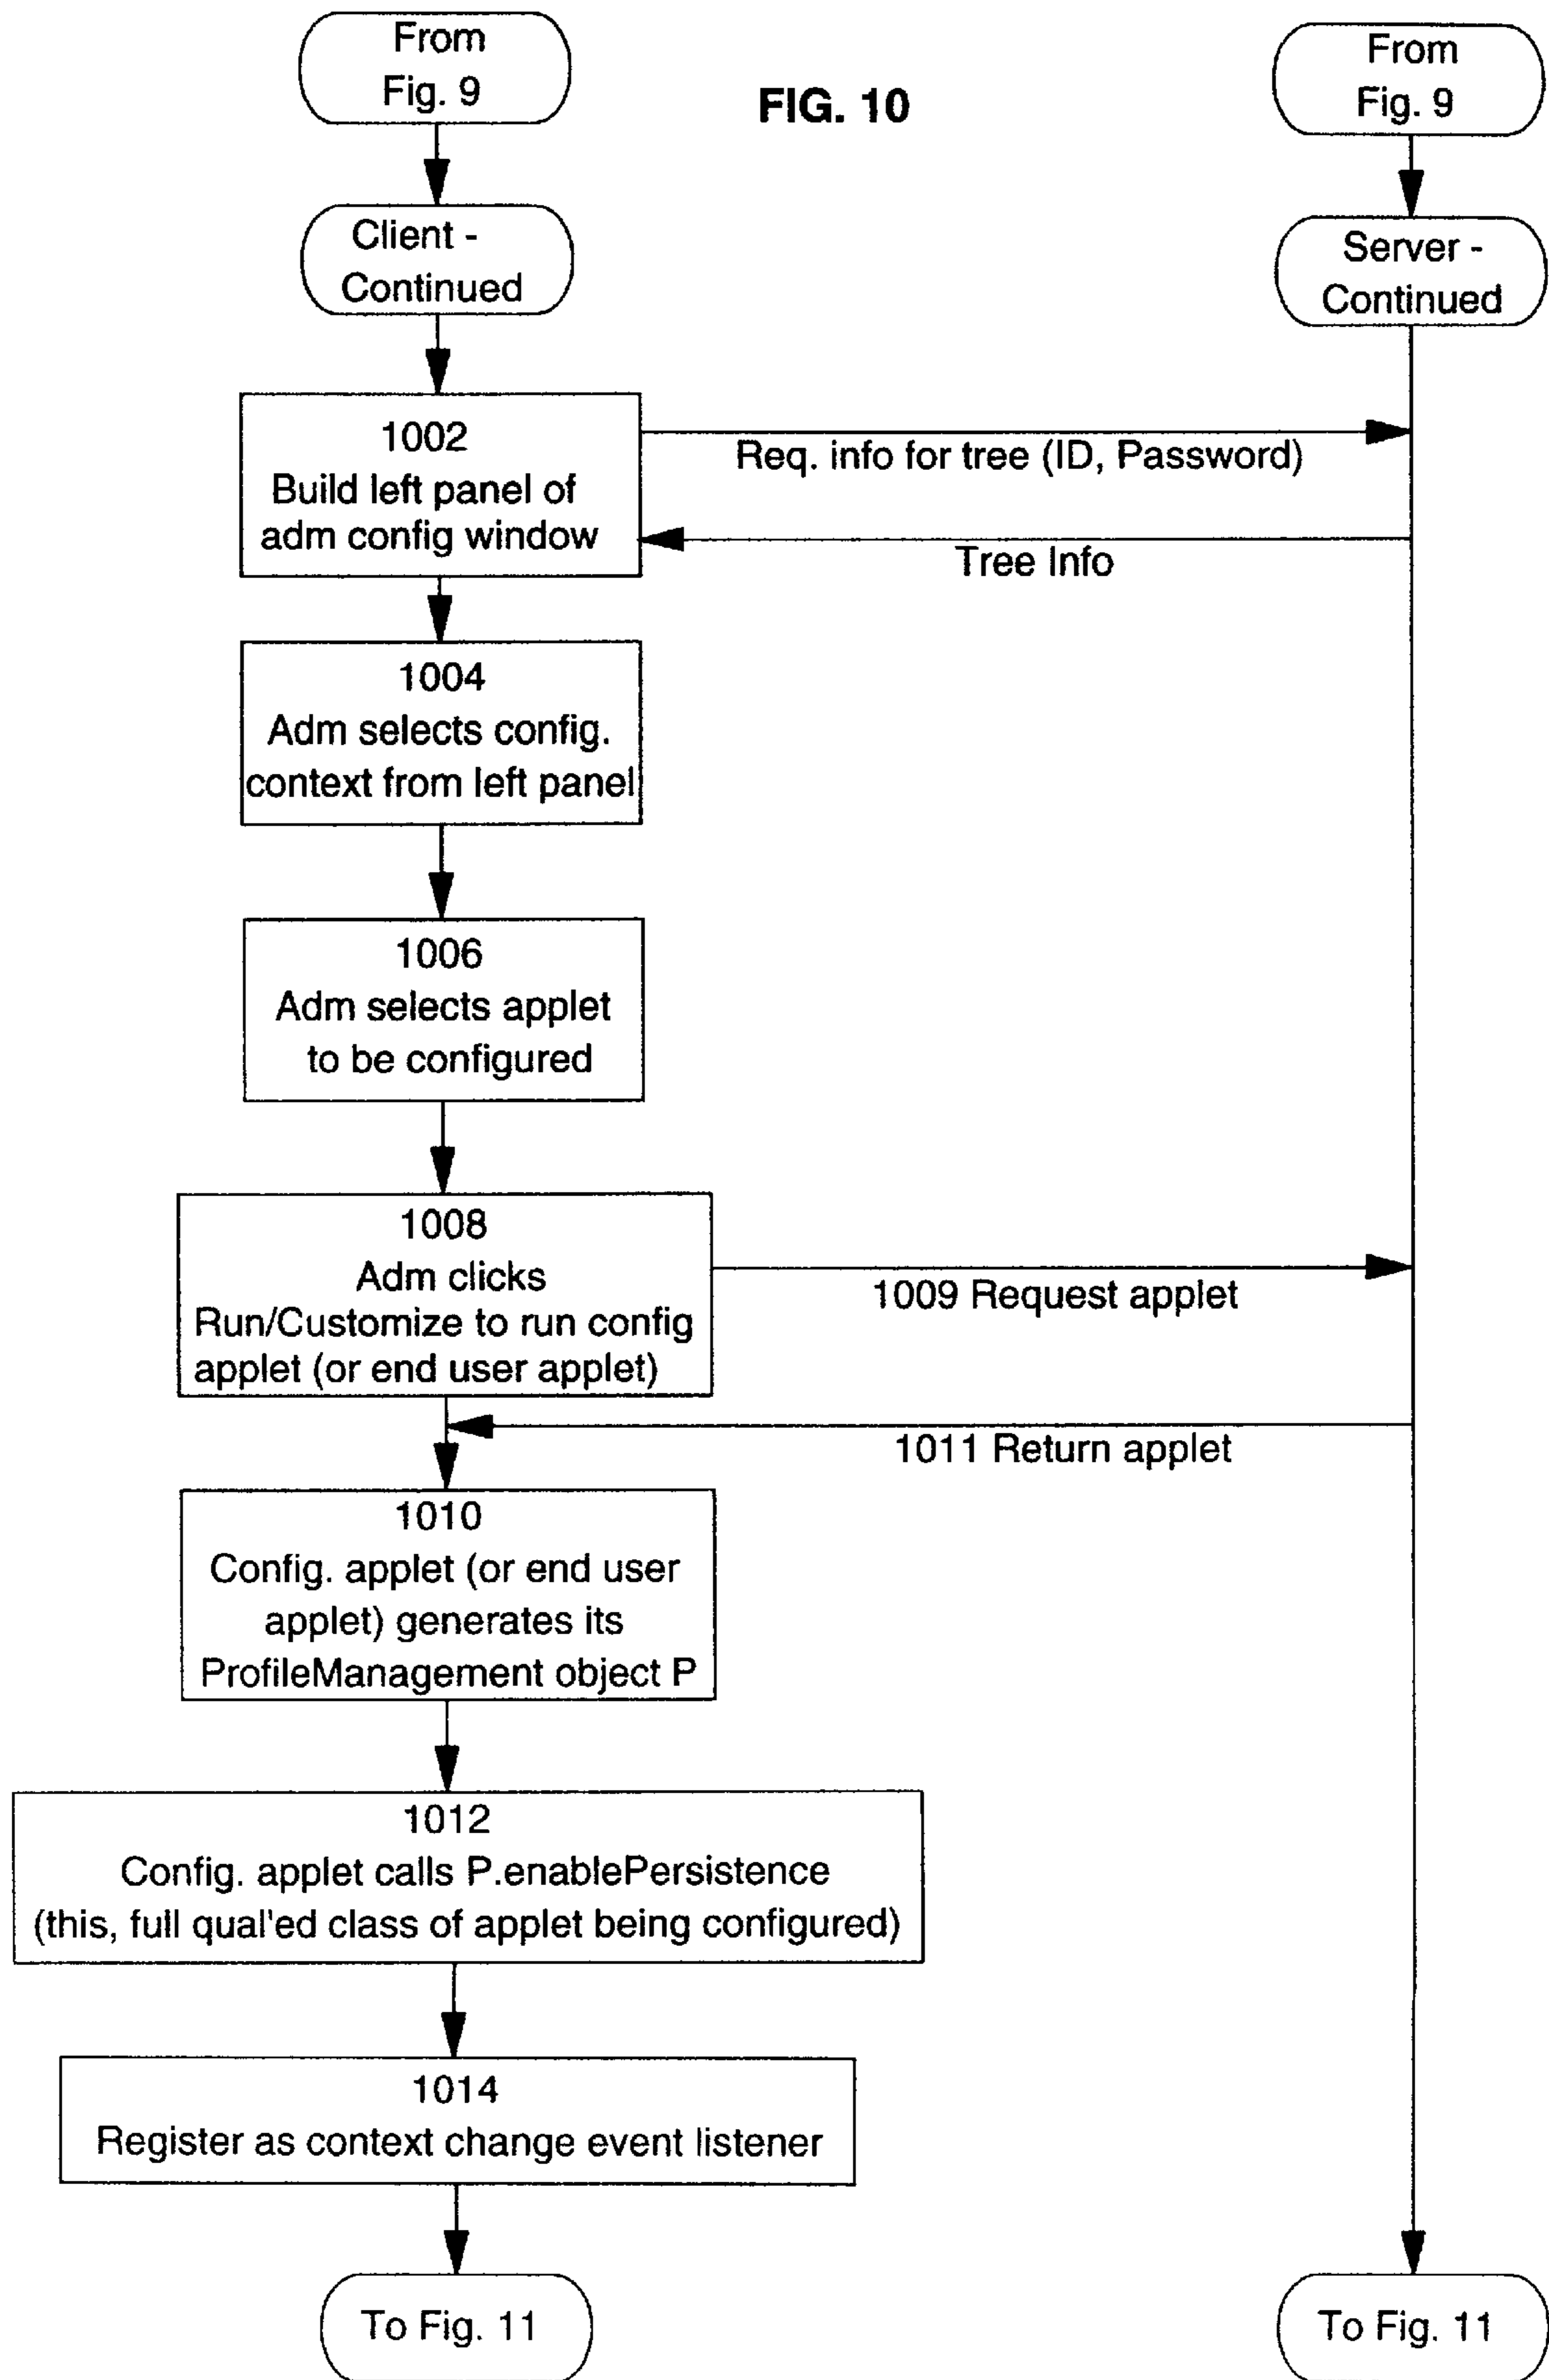 From
Fig. 9
FIG. 10
From
Fig. 9
Client -
Continued
Server -
Continued
1002
Build left panel of
adm config window
Req. info for tree (ID, Password)
Tree Info
1004
Adm selects config.
context from left panel
1006
Adm selects applet
to be configured
1008
Adm clicks
Run/Customize to run config
applet (or end user applet)
1009 Request applet
1011 Return applet
1010
Config. applet (or end user
applet) generates its
ProfileManagement object P
1012
Config. applet calls P.enablePersistence
(this, full qual'ed class of applet being configured)
1014
Register as context change event listener
To Fig. 11
To Fig. 11